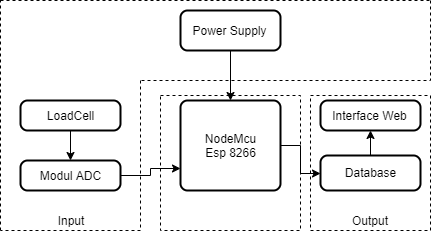 Power Supply
LoadCell
NodeMcu
Esp 8266
Interface Web
Modul ADC
Database
Input
Output